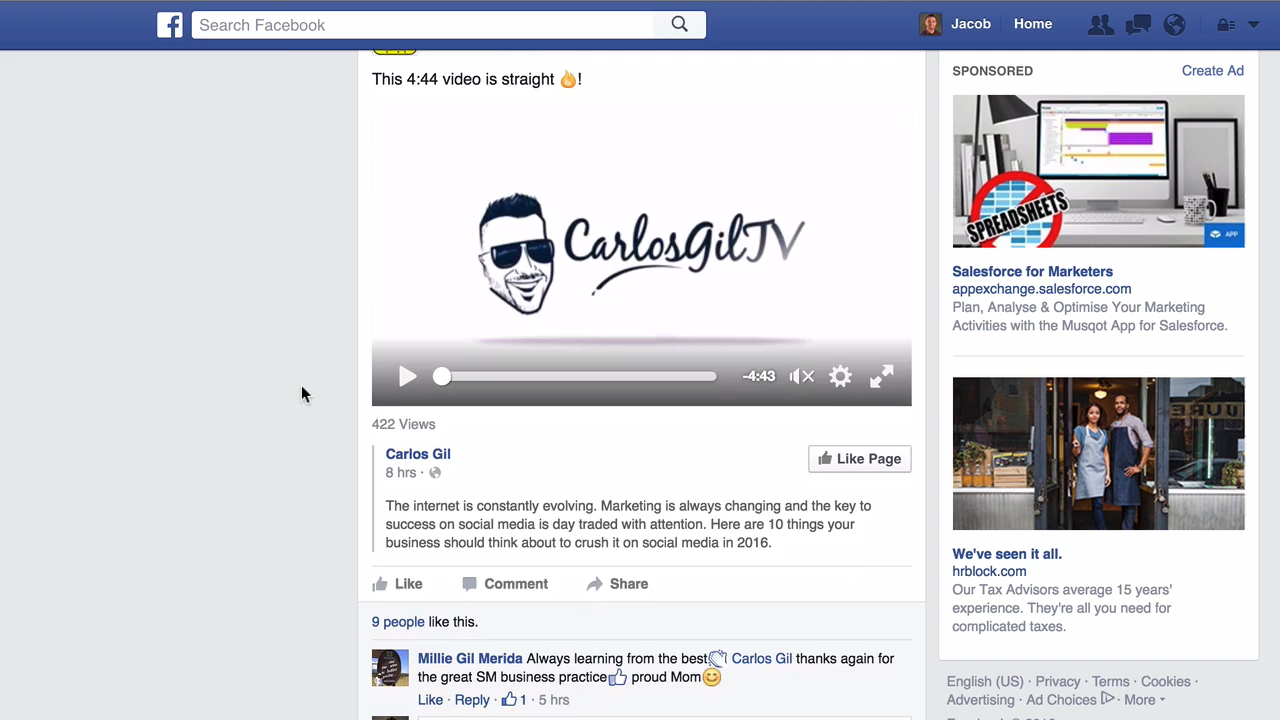 Search Facebook
Jacob
Home
This 4:44 video is straight 🔥!
CarlosGilTV
-4:43
422 Views
Carlos Gil
8 hrs ·
Like Page
The internet is constantly evolving. Marketing is always changing and the key to
success on social media is day traded with attention. Here are 10 things your
business should think about to crush it on social media in 2016.
Like Comment Share
9 people like this.
Millie Gil Merida Always learning from the best👏 Carlos Gil thanks again for
the great SM business practice👍 proud Mom😊
Like · Reply · 1 · 5 hrs
SPONSORED
Create Ad
SPREADSHEETS
APP
Salesforce for Marketers
appexchange.salesforce.com
Plan, Analyse & Optimise Your Marketing
Activities with the Musqot App for Salesforce.
We've seen it all.
hrblock.com
Our Tax Advisors average 15 years'
experience. They're all you need for
complicated taxes.
English (US) · Privacy · Terms · Cookies ·
Advertising · Ad Choices · More